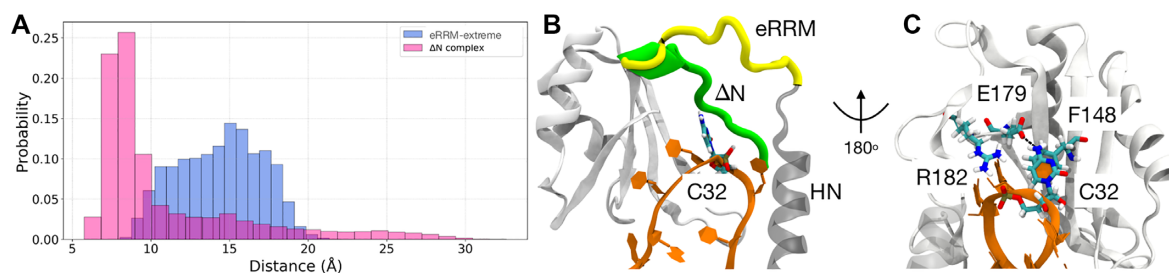 A
eRRM-extreme
ΔN complex
Probability
0.25
0.20
0.15
0.10
0.05
0.00
5 10 15 20 25 30
Distance (Å)
B
eRRM
ΔN
C32
HN
180°
C
E179
F148
R182
C32